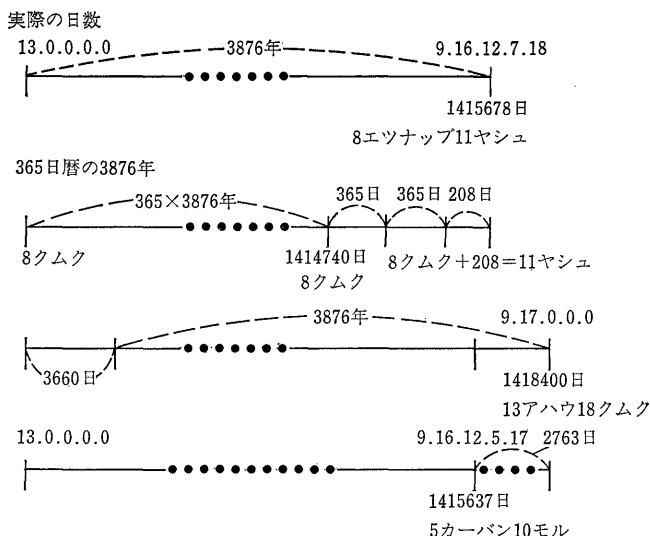 実際の日数
13.0.0.0.0 3876年 9.16.12.7.18
1415678日
8エツナップ11ヤシュ
365日暦の3876年
365×3876年 365日 365日 208日
8クムク 1414740日 8クムク+208=11ヤシュ
8クムク
3876年 9.17.0.0.0
3660日
1418400日
13アハウ18クムク
13.0.0.0.0 9.16.12.5.17 2763日
1415637日
5カーバン10モル